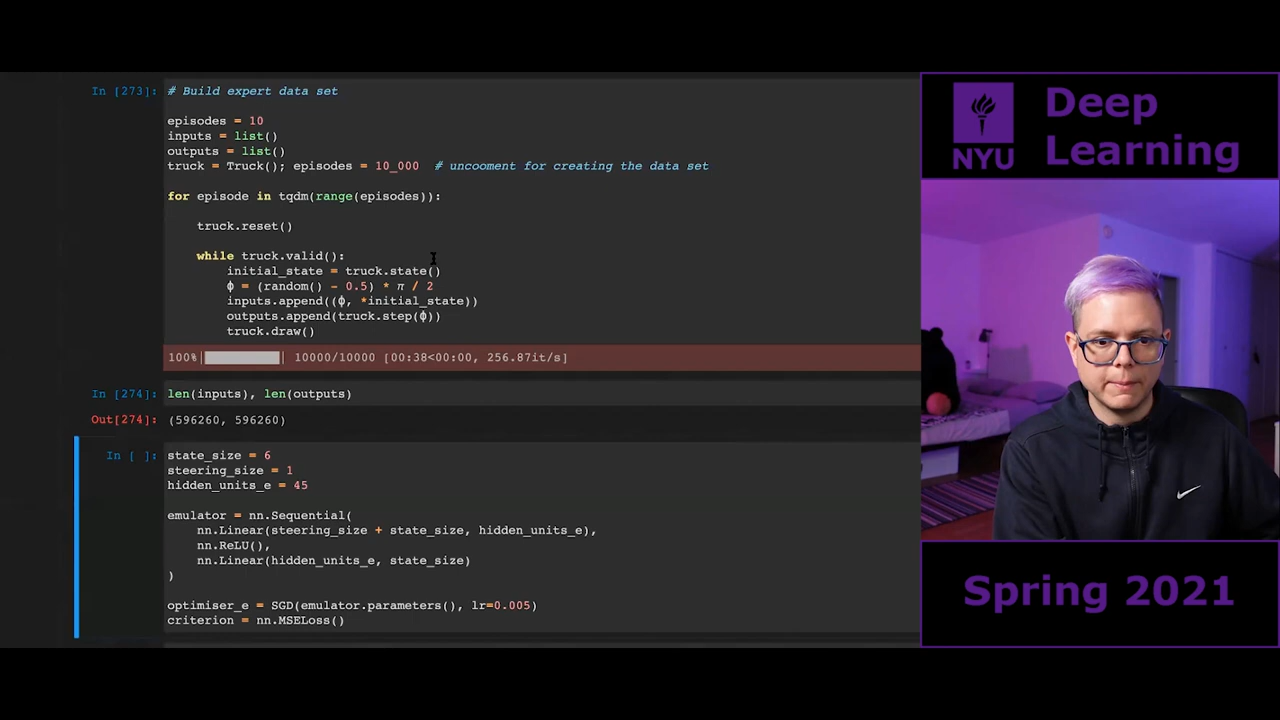 In [273]:
# Build expert data set
episodes = 10
inputs = list()
outputs = list()
truck = Truck(); episodes = 10_000  # uncooment for creating the data set
for episode in tqdm(range(episodes)):
truck.reset()
while truck.valid():
initial_state = truck.state()
ϕ = (random() - 0.5) * π / 2
inputs.append((ϕ, *initial_state))
outputs.append(truck.step(ϕ))
truck.draw()
100%| | 10000/10000 [00:38<00:00, 256.87it/s]
In [274]: len(inputs), len(outputs)
Out[274]: (596260, 596260)
In [ ]:
state_size = 6
steering_size = 1
hidden_units_e = 45
emulator = nn.Sequential(
nn.Linear(steering_size + state_size, hidden_units_e),
nn.ReLU(),
nn.Linear(hidden_units_e, state_size)
)
optimiser_e = SGD(emulator.parameters(), lr=0.005)
criterion = nn.MSELoss()
NYU
Deep
Learning
Spring 2021